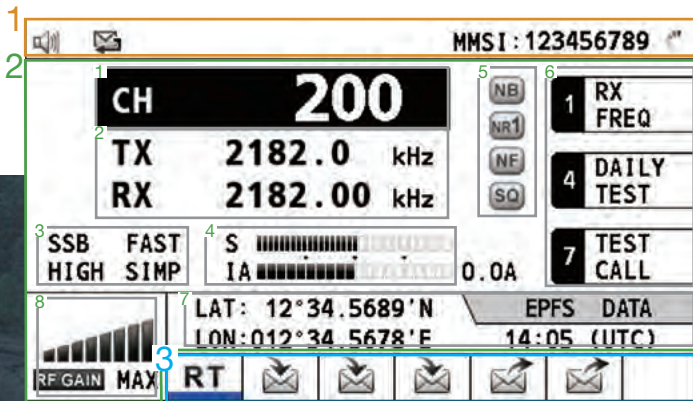 1
MMSI:123456789
2
1
CH 200
2
TX 2182.0 kHz
RX 2182.00 kHz
3
SSB FAST
HIGH SIMP
4
S
IA 0.0A
5
NB
NR1
NF
SQ
6
1 RX FREQ
4 DAILY TEST
7 TEST CALL
7
LAT: 12°34.5689'N EPFS DATA
LON:012°34.5678'E 14:05 (UTC)
8
RF GAIN MAX
3
RT